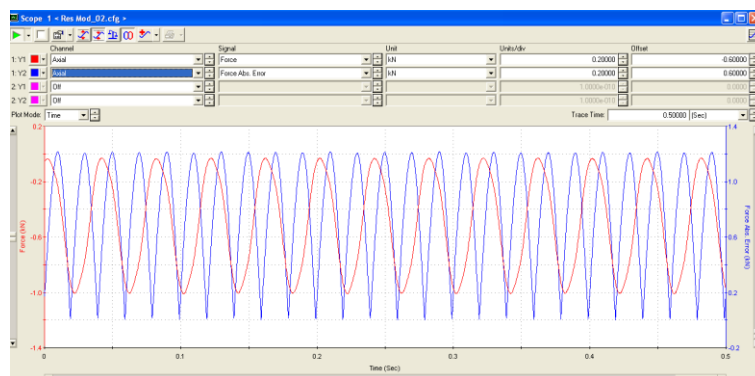 Scope 1 < Res Mod_02.cfg >
Channel Signal Unit Units/div Offset
1: Y1 Axial Force kN 0.20000 -0.60000
1: Y2 Axial Force Abs. Error kN 0.20000 0.60000
2: Y1 Off 1.0000e-010 0.0000
2: Y2 Off 1.0000e-010 0.0000
Plot Mode: Time Trace Time: 0.50000 (Sec)
0.2 1.4
-0.2 1.0
-0.6 0.6
-1.0 0.2
-1.4 -0.2
Force (kN)
Force Abs. Error (kN)
0 0.1 0.2 0.3 0.4 0.5
Time (Sec)